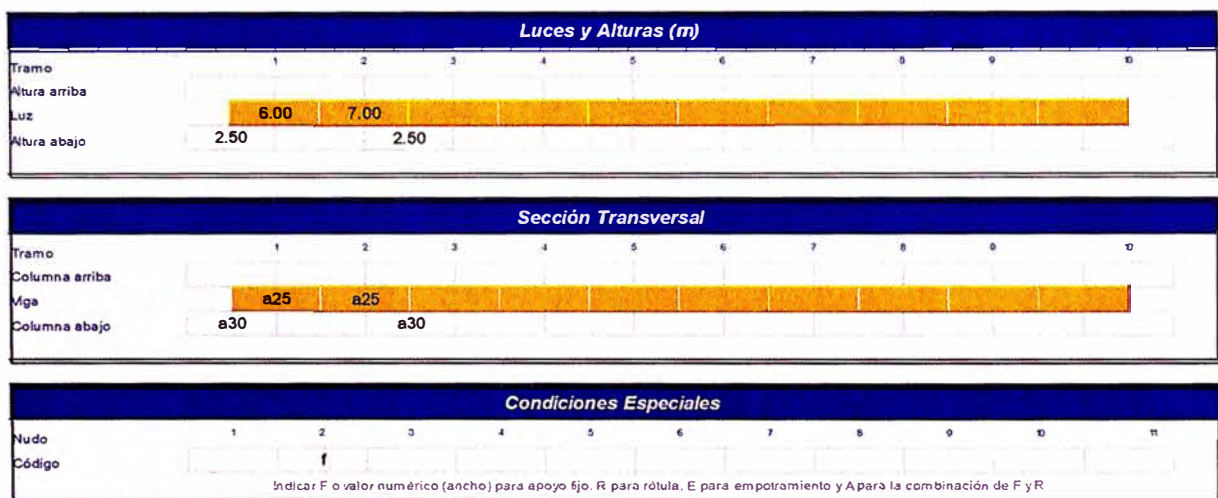 Luces y Alturas (m)
Tramo 1 2 3 4 5 6 7 8 9 10
Altura arriba
Luz 6.00 7.00
Altura abajo 2.50 2.50
Sección Transversal
Tramo 1 2 3 4 5 6 7 8 9 10
Columna arriba
Viga a25 a25
Columna abajo a30 a30
Condiciones Especiales
Nudo 1 2 3 4 5 6 7 8 9 10 11
Código f
Indicar F o valor numérico (ancho) para apoyo fijo. R para rótula. E para empotramiento y A para la combinación de F y R